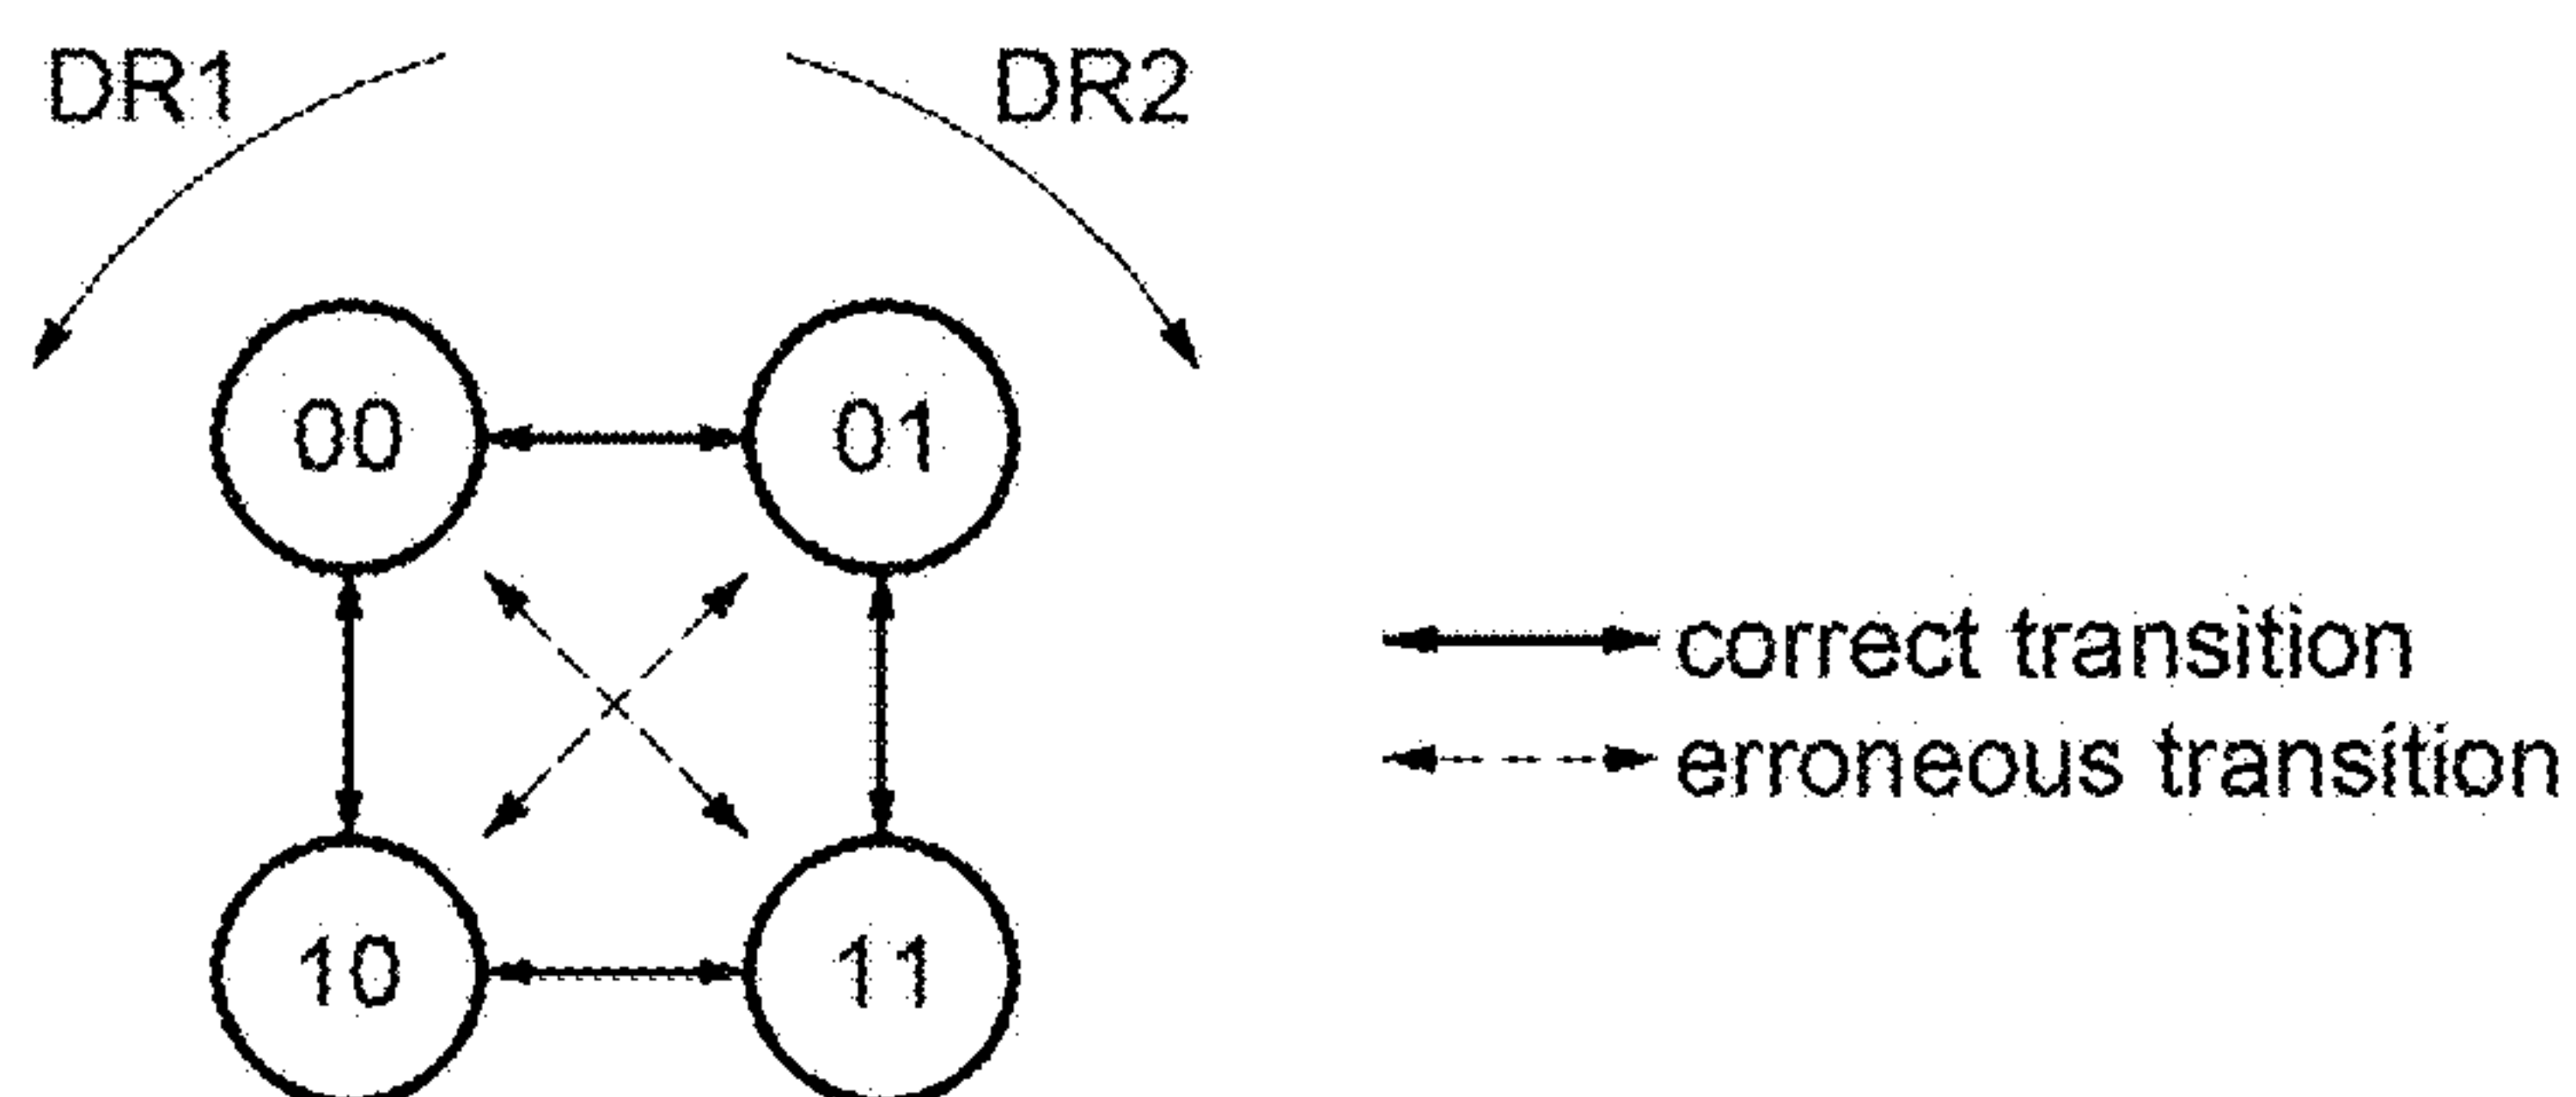 DR1 DR2
00 01
correct transition
erroneous transition
10 11